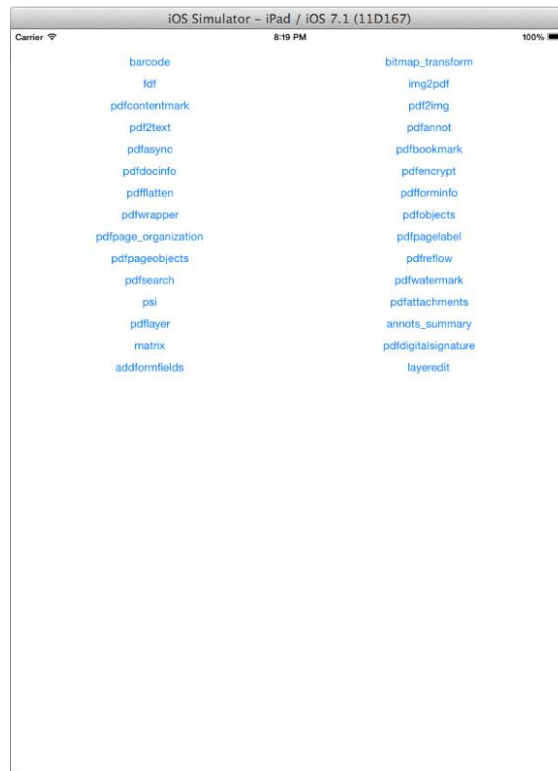 iOS Simulator – iPad / iOS 7.1 (11D167)
Carrier 8:19 PM 100%
barcode bitmap_transform
fdf img2pdf
pdfcontentmark pdf2img
pdf2text pdfannot
pdfasync pdfbookmark
pdfdocinfo pdfencrypt
pdfflatten pdfforminfo
pdfwrapper pdfobjects
pdfpage_organization pdfpagelabel
pdfpageobjects pdfreflow
pdfsearch pdfwatermark
psi pdfattachments
pdflayer annots_summary
matrix pdfdigitalsignature
addformfields layeredit